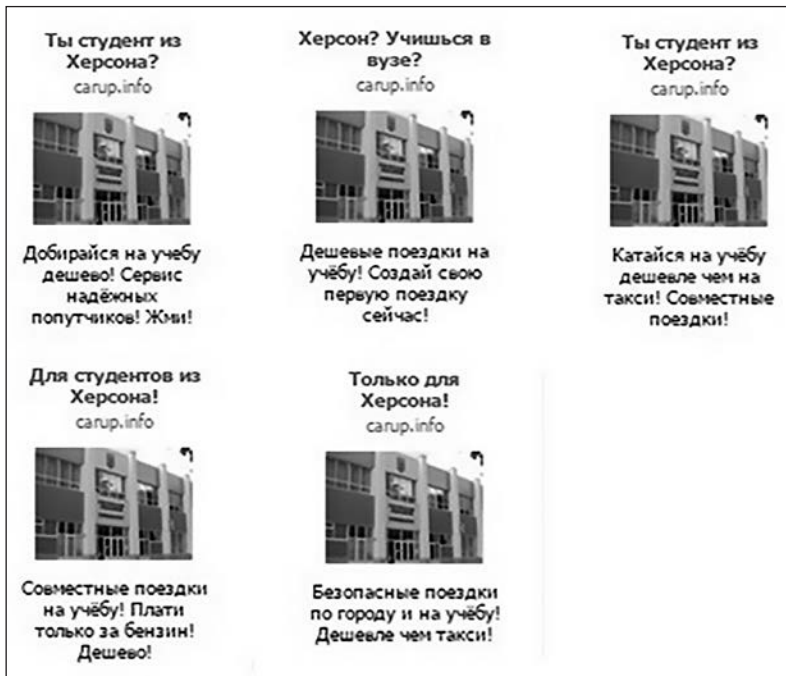 Ты студент из
Херсона?
carup.info
Добирайся на учебу
дешево! Сервис
надёжных
попутчиков! Жми!
Херсон? Учишься в
вузе?
carup.info
Дешевые поездки на
учёбу! Создай свою
первую поездку
сейчас!
Ты студент из
Херсона?
carup.info
Катайся на учёбу
дешевле чем на
такси! Совместные
поездки!
Для студентов из
Херсона!
carup.info
Совместные поездки
на учёбу! Плати
только за бензин!
Дешево!
Только для
Херсона!
carup.info
Безопасные поездки
по городу и на учёбу!
Дешевле чем такси!